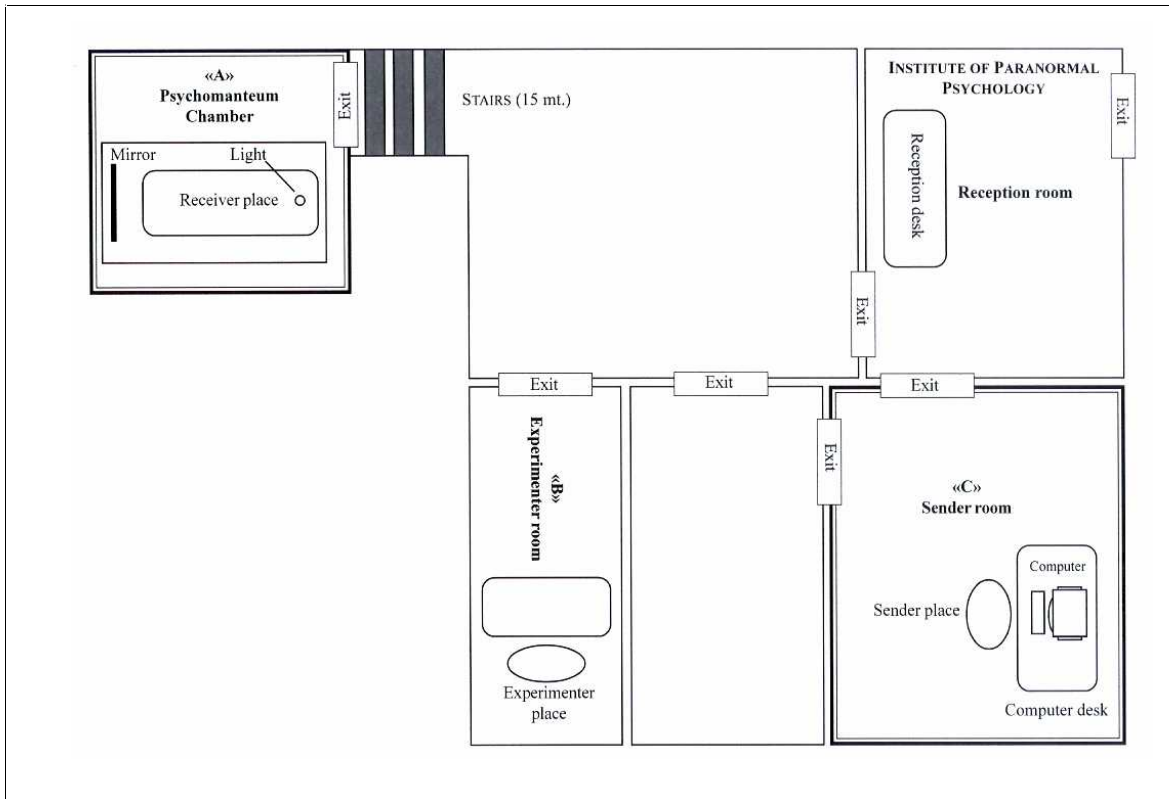 «A»
Psychomanteum
Chamber
Exit
Mirror
Light
Receiver place
STAIRS (15 mt.)
INSTITUTE OF PARANORMAL
PSYCHOLOGY
Exit
Reception desk
Reception room
Exit
Exit
Exit
Exit
«B»
Experimenter room
Exit
«C»
Sender room
Computer
Sender place
Experimenter
place
Computer desk